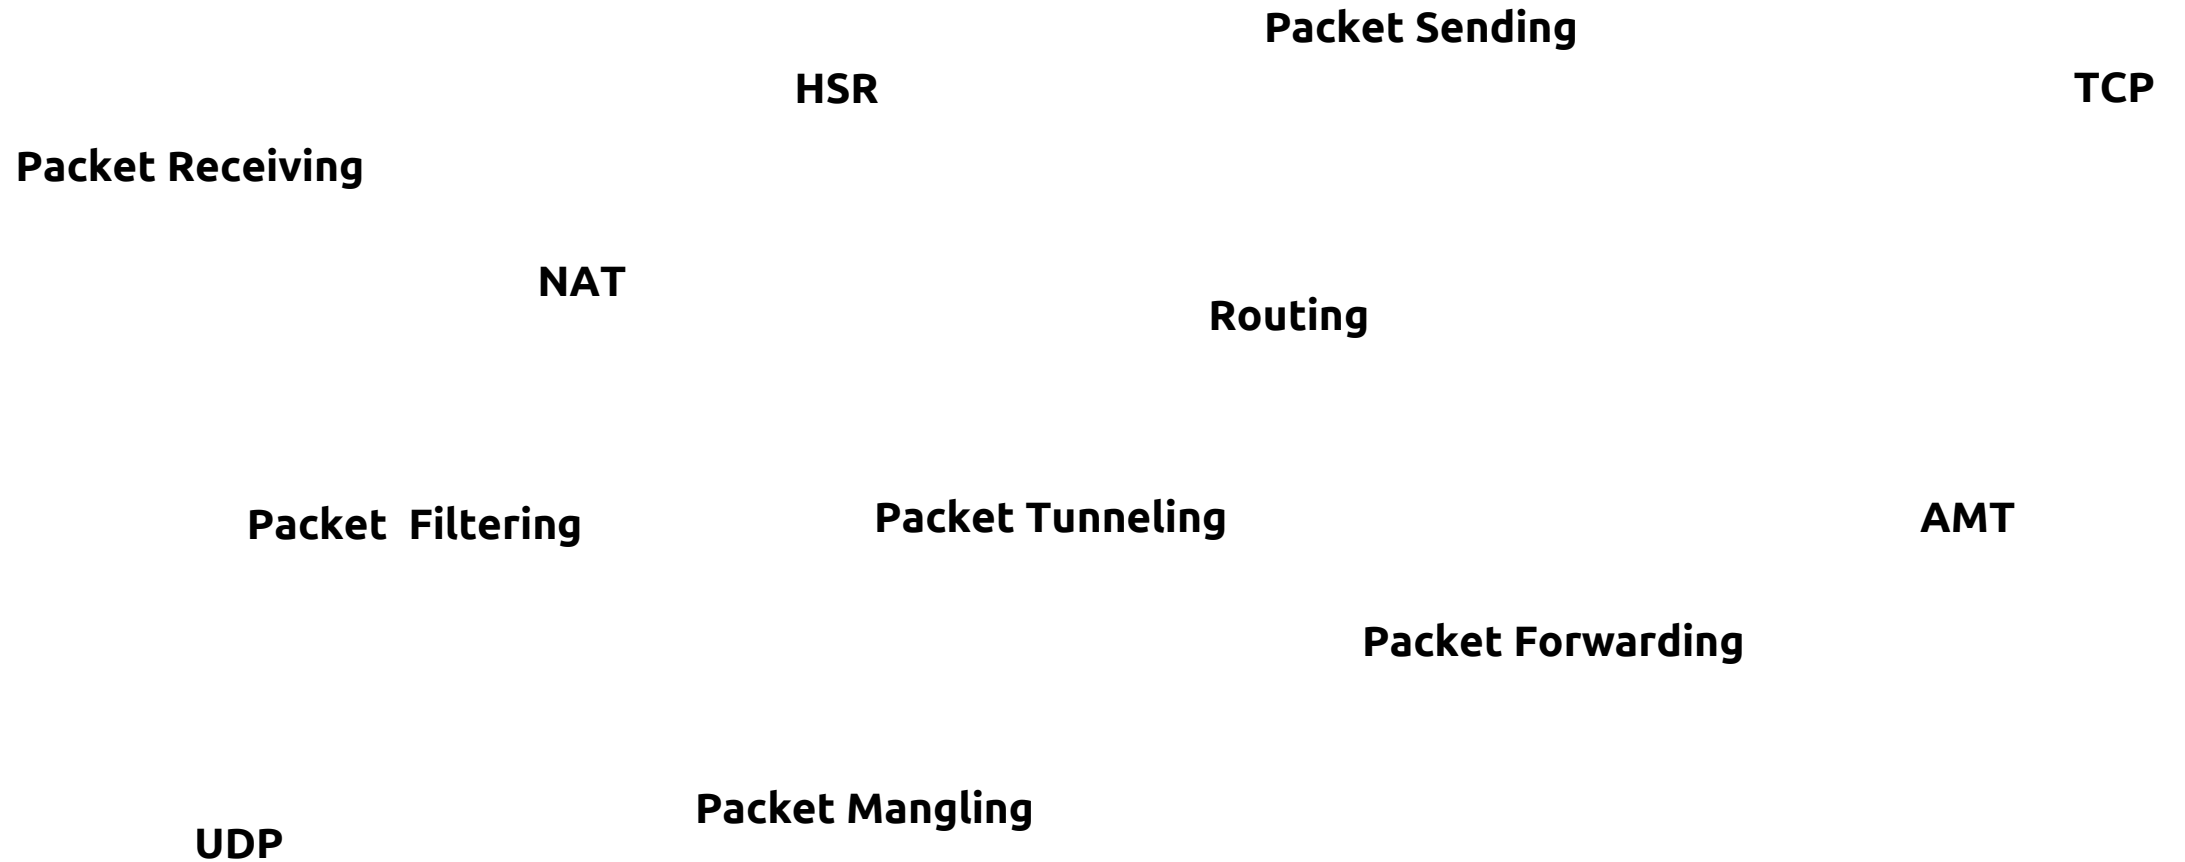 Packet Sending
HSR
TCP
Packet Receiving
NAT
Routing
Packet  Filtering
Packet Tunneling
AMT
Packet Forwarding
Packet Mangling
UDP